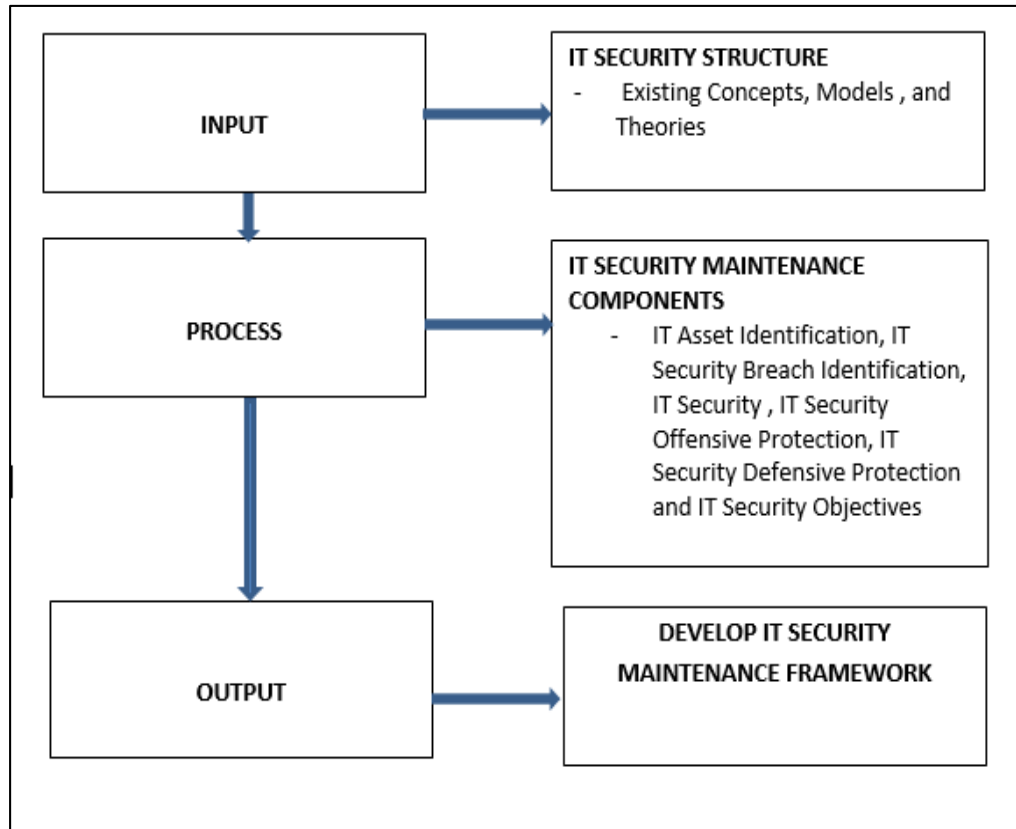 INPUT
IT SECURITY STRUCTURE
- Existing Concepts, Models , and
Theories
PROCESS
IT SECURITY MAINTENANCE
COMPONENTS
- IT Asset Identification, IT
Security Breach Identification,
IT Security , IT Security
Offensive Protection, IT
Security Defensive Protection
and IT Security Objectives
OUTPUT
DEVELOP IT SECURITY
MAINTENANCE FRAMEWORK